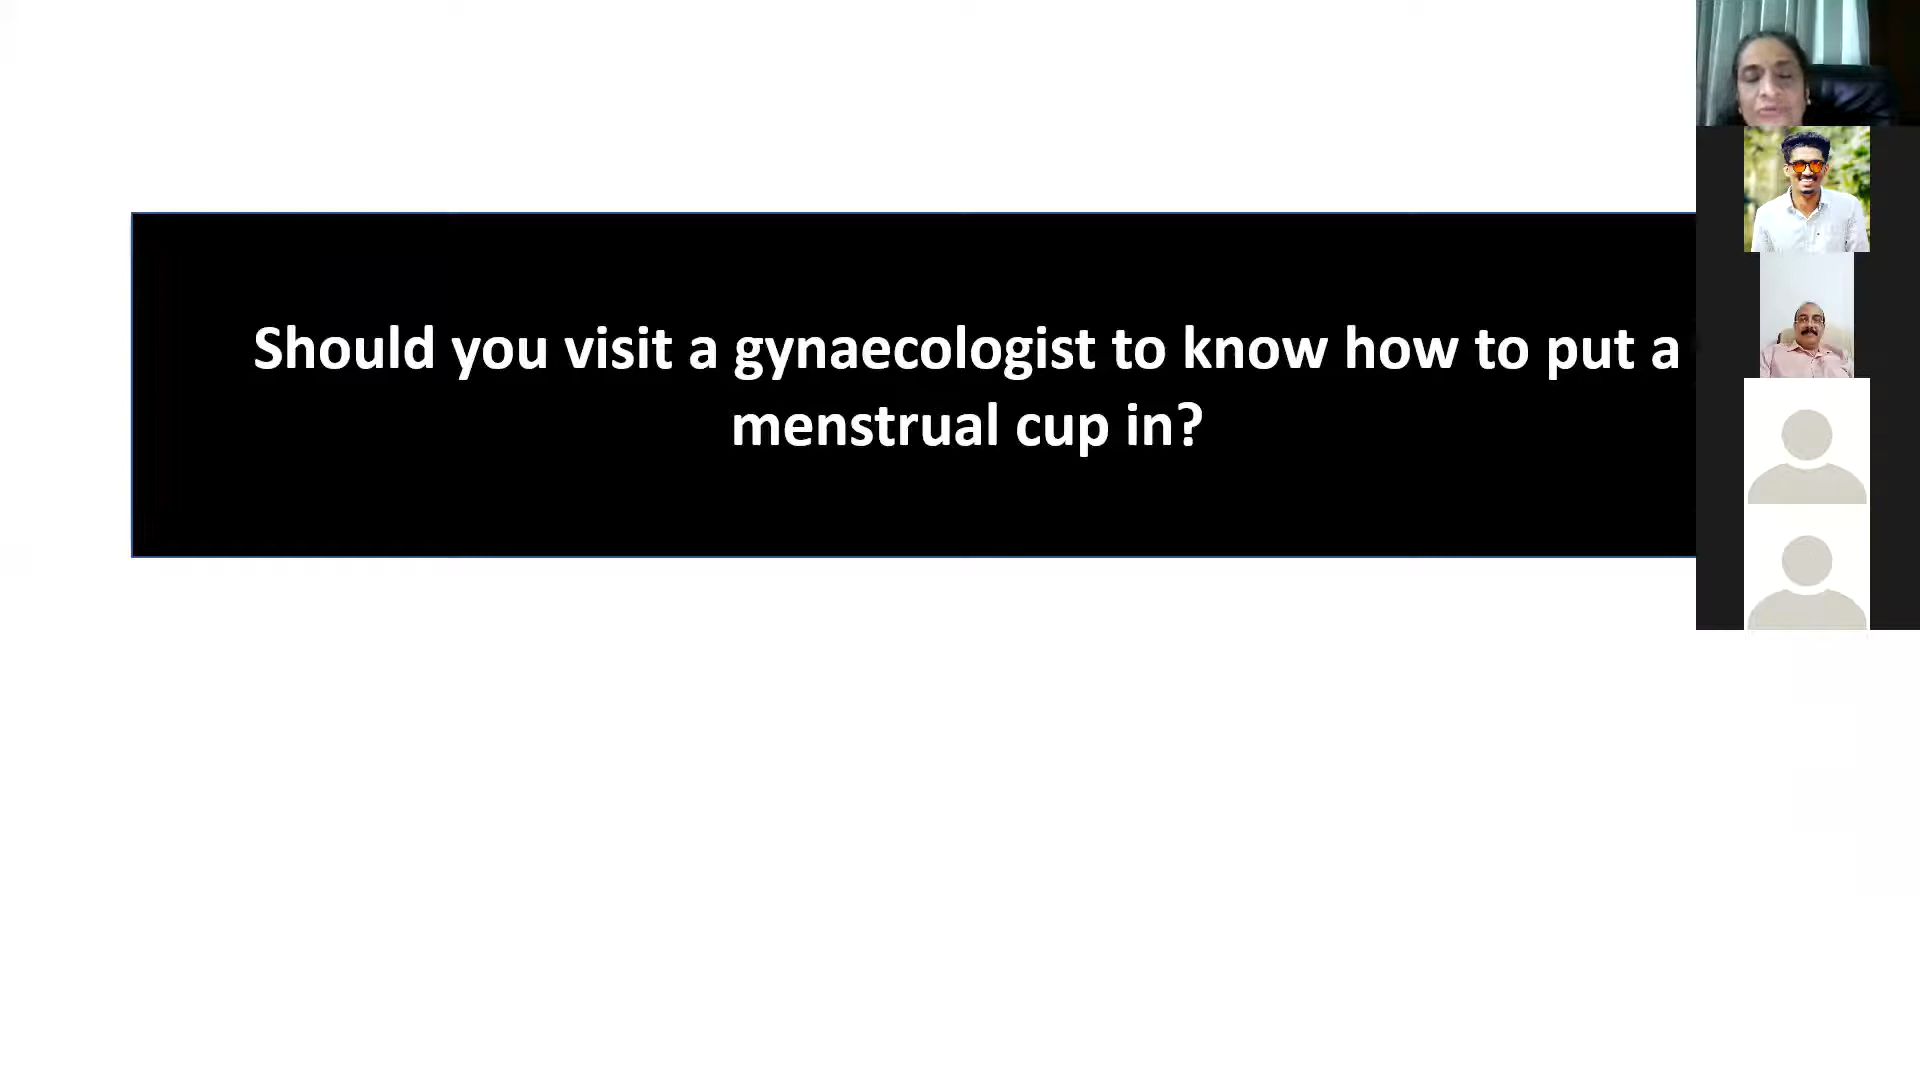 Should you visit a gynaecologist to know how to put a
menstrual cup in?